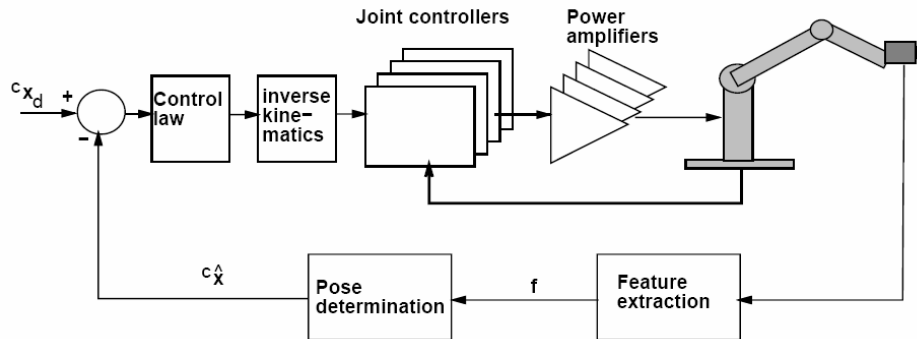 Joint controllers
Power
amplifiers
c x d
+
-
Control
law
inverse
kine-
matics
c x̂
Pose
determination
f
Feature
extraction